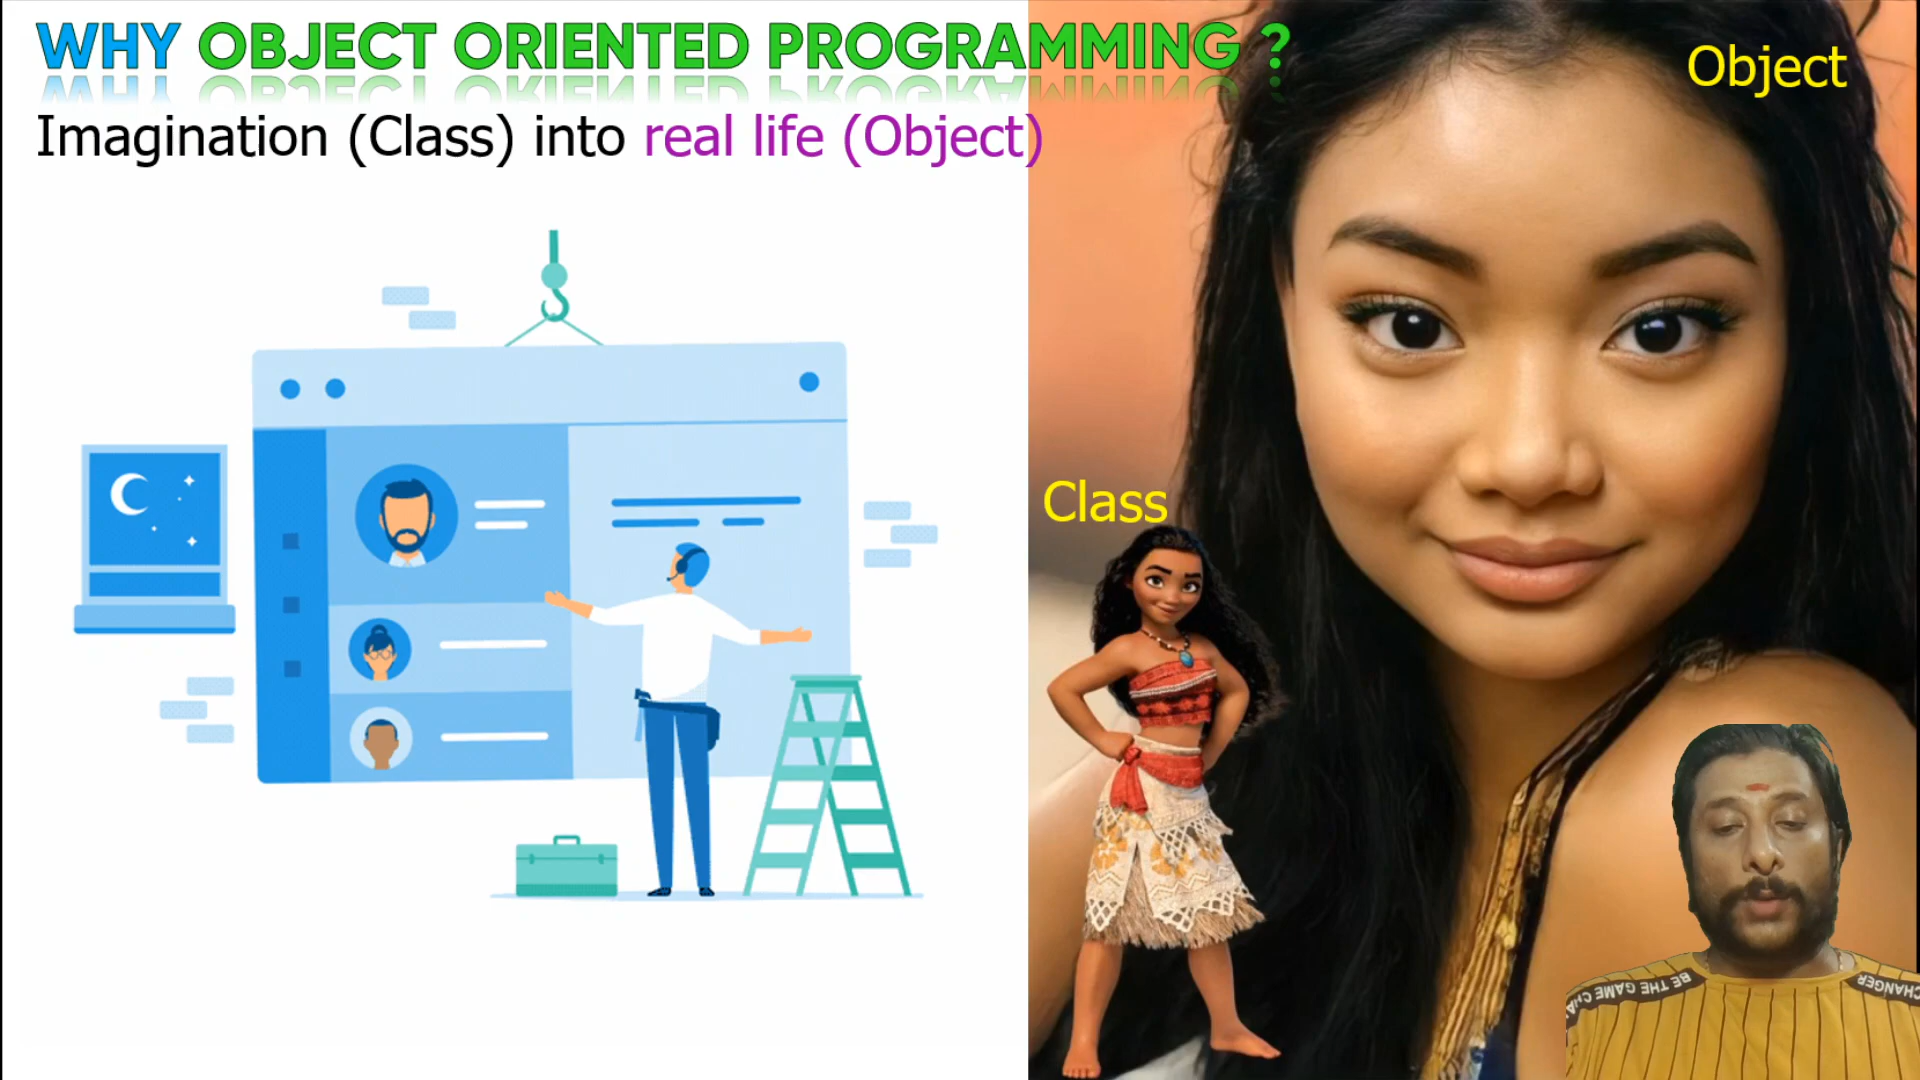 WHY OBJECT ORIENTED PROGRAMMING ?
Imagination (Class) into real life (Object)
Object
Class
BE THE GAME CHA
CHANGER